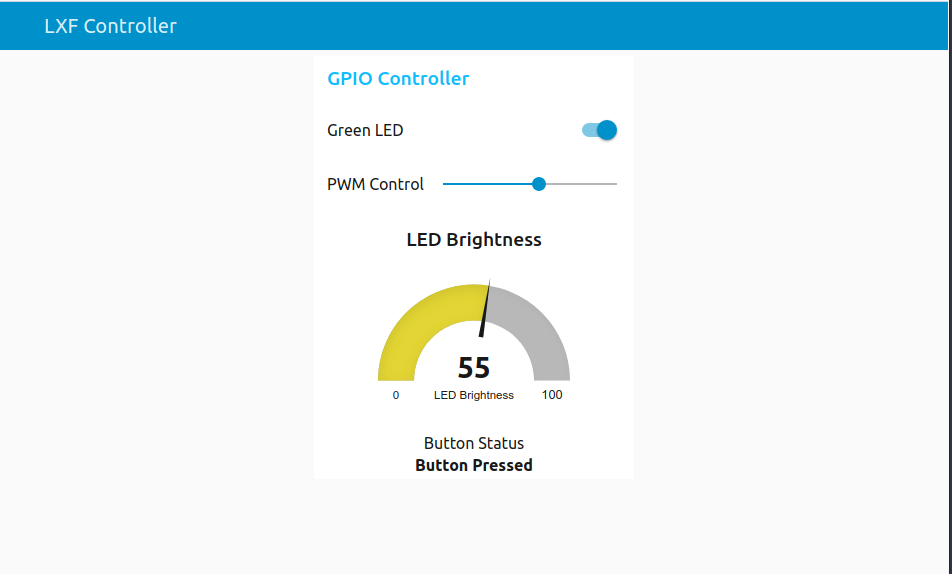 LXF Controller
GPIO Controller
Green LED
PWM Control
LED Brightness
55
0 LED Brightness 100
Button Status
Button Pressed